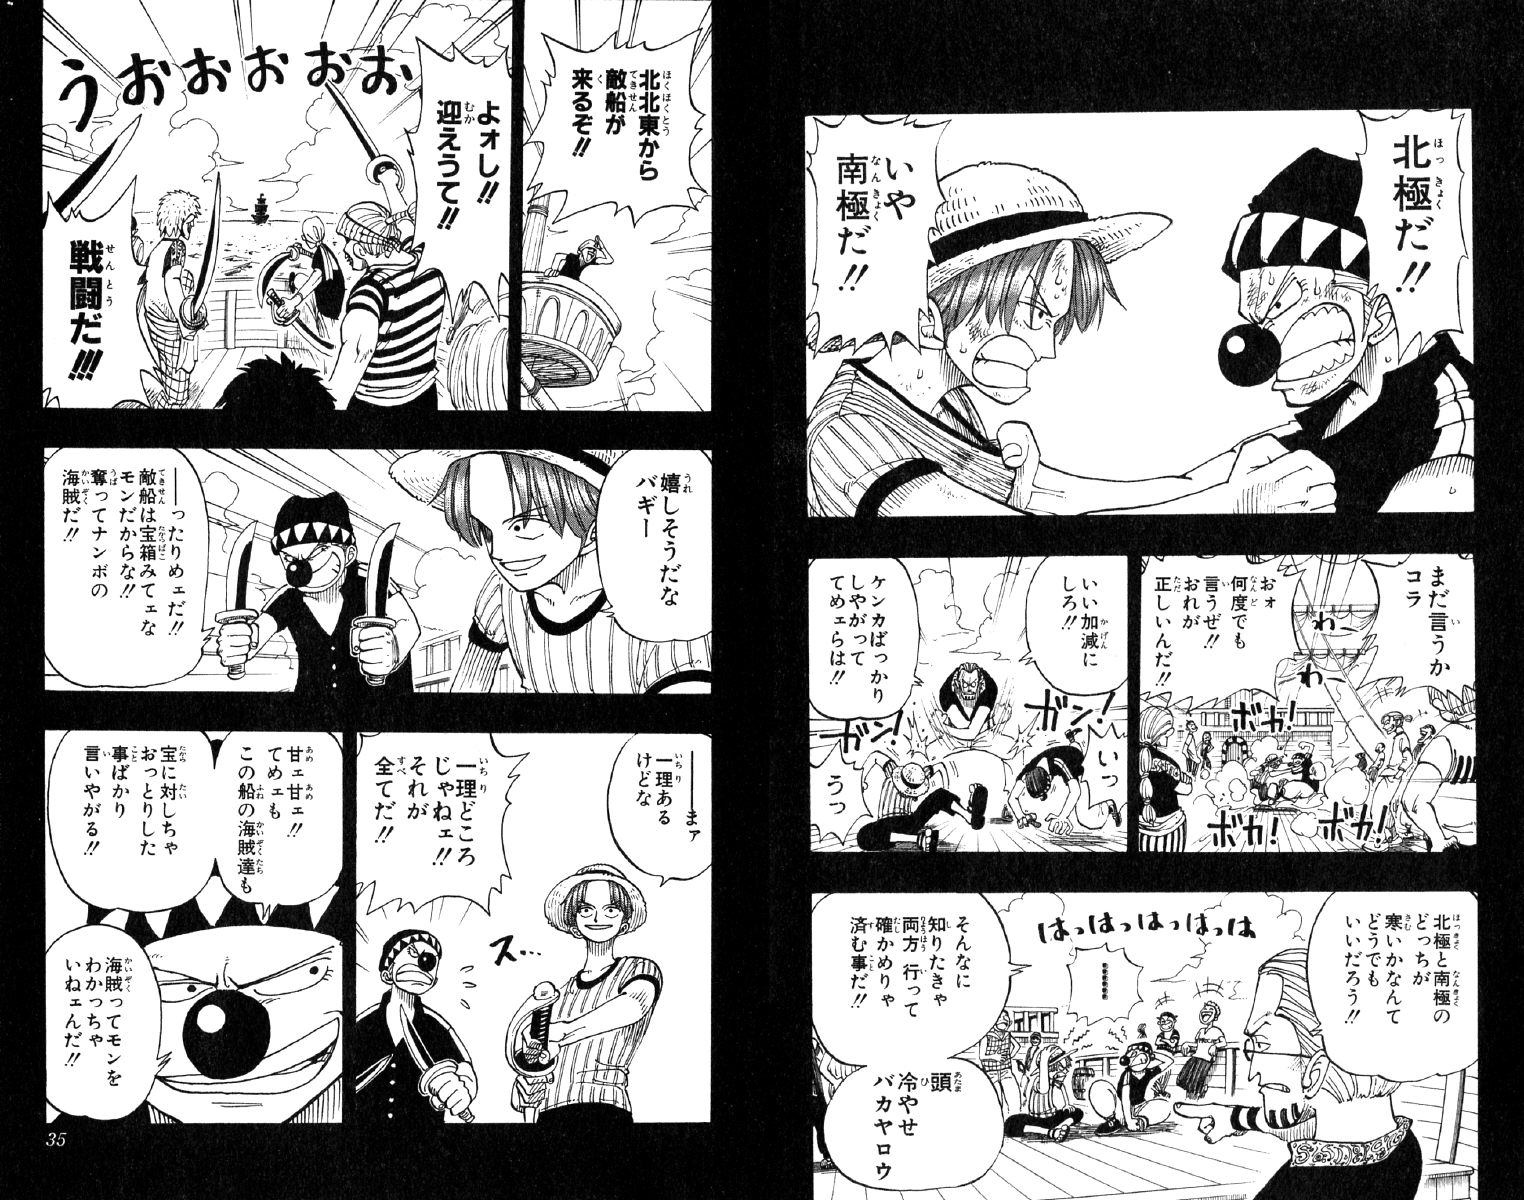 北極だ!!
いや
南極だ!!
まだ言うか
コラ
おォ
何度でも
言うぜ!!
おれが
正しいんだ!!
わー
わー
ボカ!
ボカ!
ボカ!
いい加減に
しろ!!
ケンカばっかり
しやがって
てめェらは!!
ガン!
ガン!
いっ
うっ
北極と南極の
どっちが
寒いかなんて
どうでも
いいだろう!!
はっはっはっはっは
そんなに
知りたきゃ
両方行って
確かめりゃ
済む事だ!!
頭
冷やせ
バカヤロウ
北北東から
敵船が
来るぞ!!
よォし!!
迎えうて!!
うおおおおお
戦闘だ!!!
嬉しそうだな
バギー
――ったりめェだ!!
敵船は宝箱みてェな
モンだからな!!
奪ってナンボの
海賊だ!!
――まァ
一理ある
けどな
一理どころ
じゃねェ!!
それが
全てだ!!
ス…
甘ェ甘ェ!!
てめェも
この船の海賊達も
宝に対しちゃ
おっとりした
事ばかり
言いやがる!!
海賊ってモンを
わかっちゃ
いねェんだ!!
35